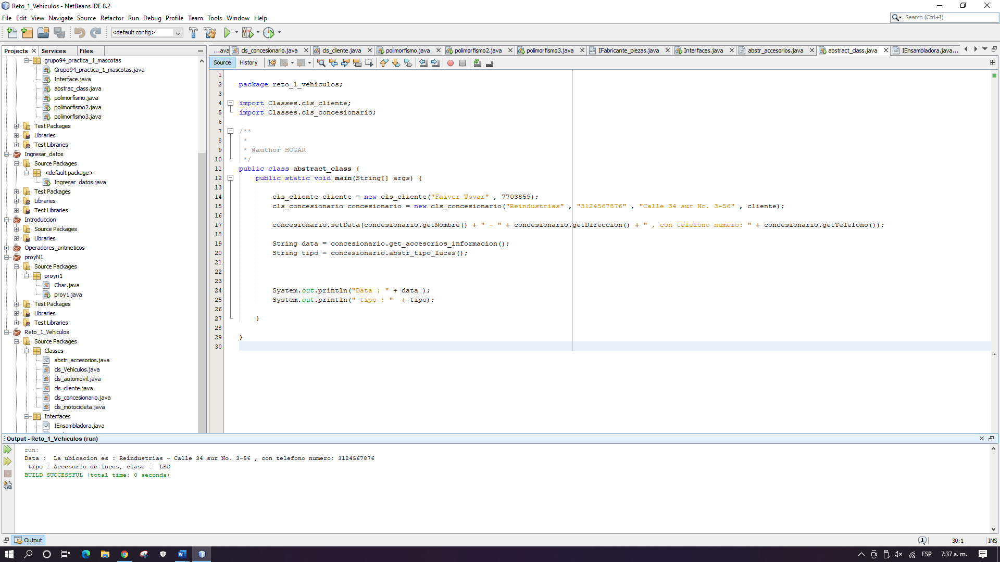 Reto_1_Vehiculos - NetBeans IDE 8.2
File Edit View Navigate Source Refactor Run Debug Profile Team Tools Window Help
Search (Ctrl+I)
<default config>
Projects Services Files
...ava cls_concesionario.java cls_cliente.java polimorfismo.java polimorfismo2.java polimorfismo3.java IFabricante_piezas.java Interfaces.java abstr_accesorios.java abstract_class.java IEnsambladora.java...
Source History
grupo94_practica_1_mascotas
Grupo94_practica_1_mascotas.java
Interface.java
abstrac_class.java
polimorfismo.java
polimorfismo2.java
polimorfismo3.java
Test Packages
Libraries
Test Libraries
Ingresar_datos
Source Packages
<default package>
Ingresar_datos.java
Test Packages
Libraries
Test Libraries
Introduccion
Source Packages
Libraries
Operadores_aritmeticos
proyN1
Source Packages
proyn1
Char.java
proy1.java
Test Packages
Libraries
Test Libraries
Reto_1_Vehiculos
Source Packages
Classes
abstr_accesorios.java
cls_Vehiculos.java
cls_automovil.java
cls_cliente.java
cls_concesionario.java
cls_motocicleta.java
Interfaces
IEnsambladora.java
1
2 package reto_1_vehiculos;
3
4 import Classes.cls_cliente;
5 import Classes.cls_concesionario;
6
7 /**
8 *
9 * @author HOGAR
10 */
11 public class abstract_class {
12 public static void main(String[] args) {
13
14 cls_cliente cliente = new cls_cliente("Faiver Tovar" , 7703859);
15 cls_concesionario concesionario = new cls_concesionario("Reindustrias" , "3124567876" , "Calle 34 sur No. 3-56" , cliente);
16
17 concesionario.setData(concesionario.getNombre() + " - " + concesionario.getDireccion() + " , con telefono numero: " + concesionario.getTelefono());
18
19 String data = concesionario.get_accesorios_informacion();
20 String tipo = concesionario.abstr_tipo_luces();
21
22
23
24 System.out.println("Data : " + data );
25 System.out.println(" tipo : " + tipo);
26
27 }
28
29 }
30
Output - Reto_1_Vehiculos (run)
run:
Data : La ubicacion es : Reindustrias - Calle 34 sur No. 3-56 , con telefono numero: 3124567876
tipo : Accesorio de luces, clase : LED
BUILD SUCCESSFUL (total time: 0 seconds)
Output
1
30:1 INS
ESP 7:37 a. m.